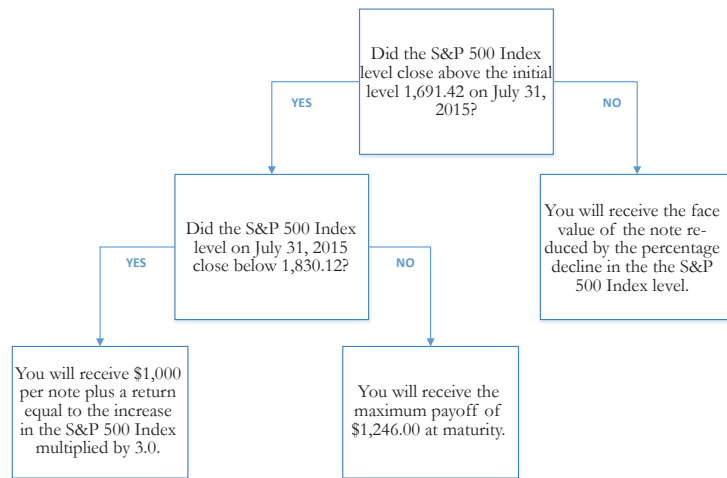 Did the S&P 500 Index
level close above the initial
level 1,691.42 on July 31,
2015?
YES
NO
Did the S&P 500 Index
level on July 31, 2015
close below 1,830.12?
You will receive the face
value of the note re-
duced by the percentage
decline in the the S&P
500 Index level.
YES
NO
You will receive $1,000
per note plus a return
equal to the increase
in the S&P 500 Index
multiplied by 3.0.
You will receive the
maximum payoff of
$1,246.00 at maturity.